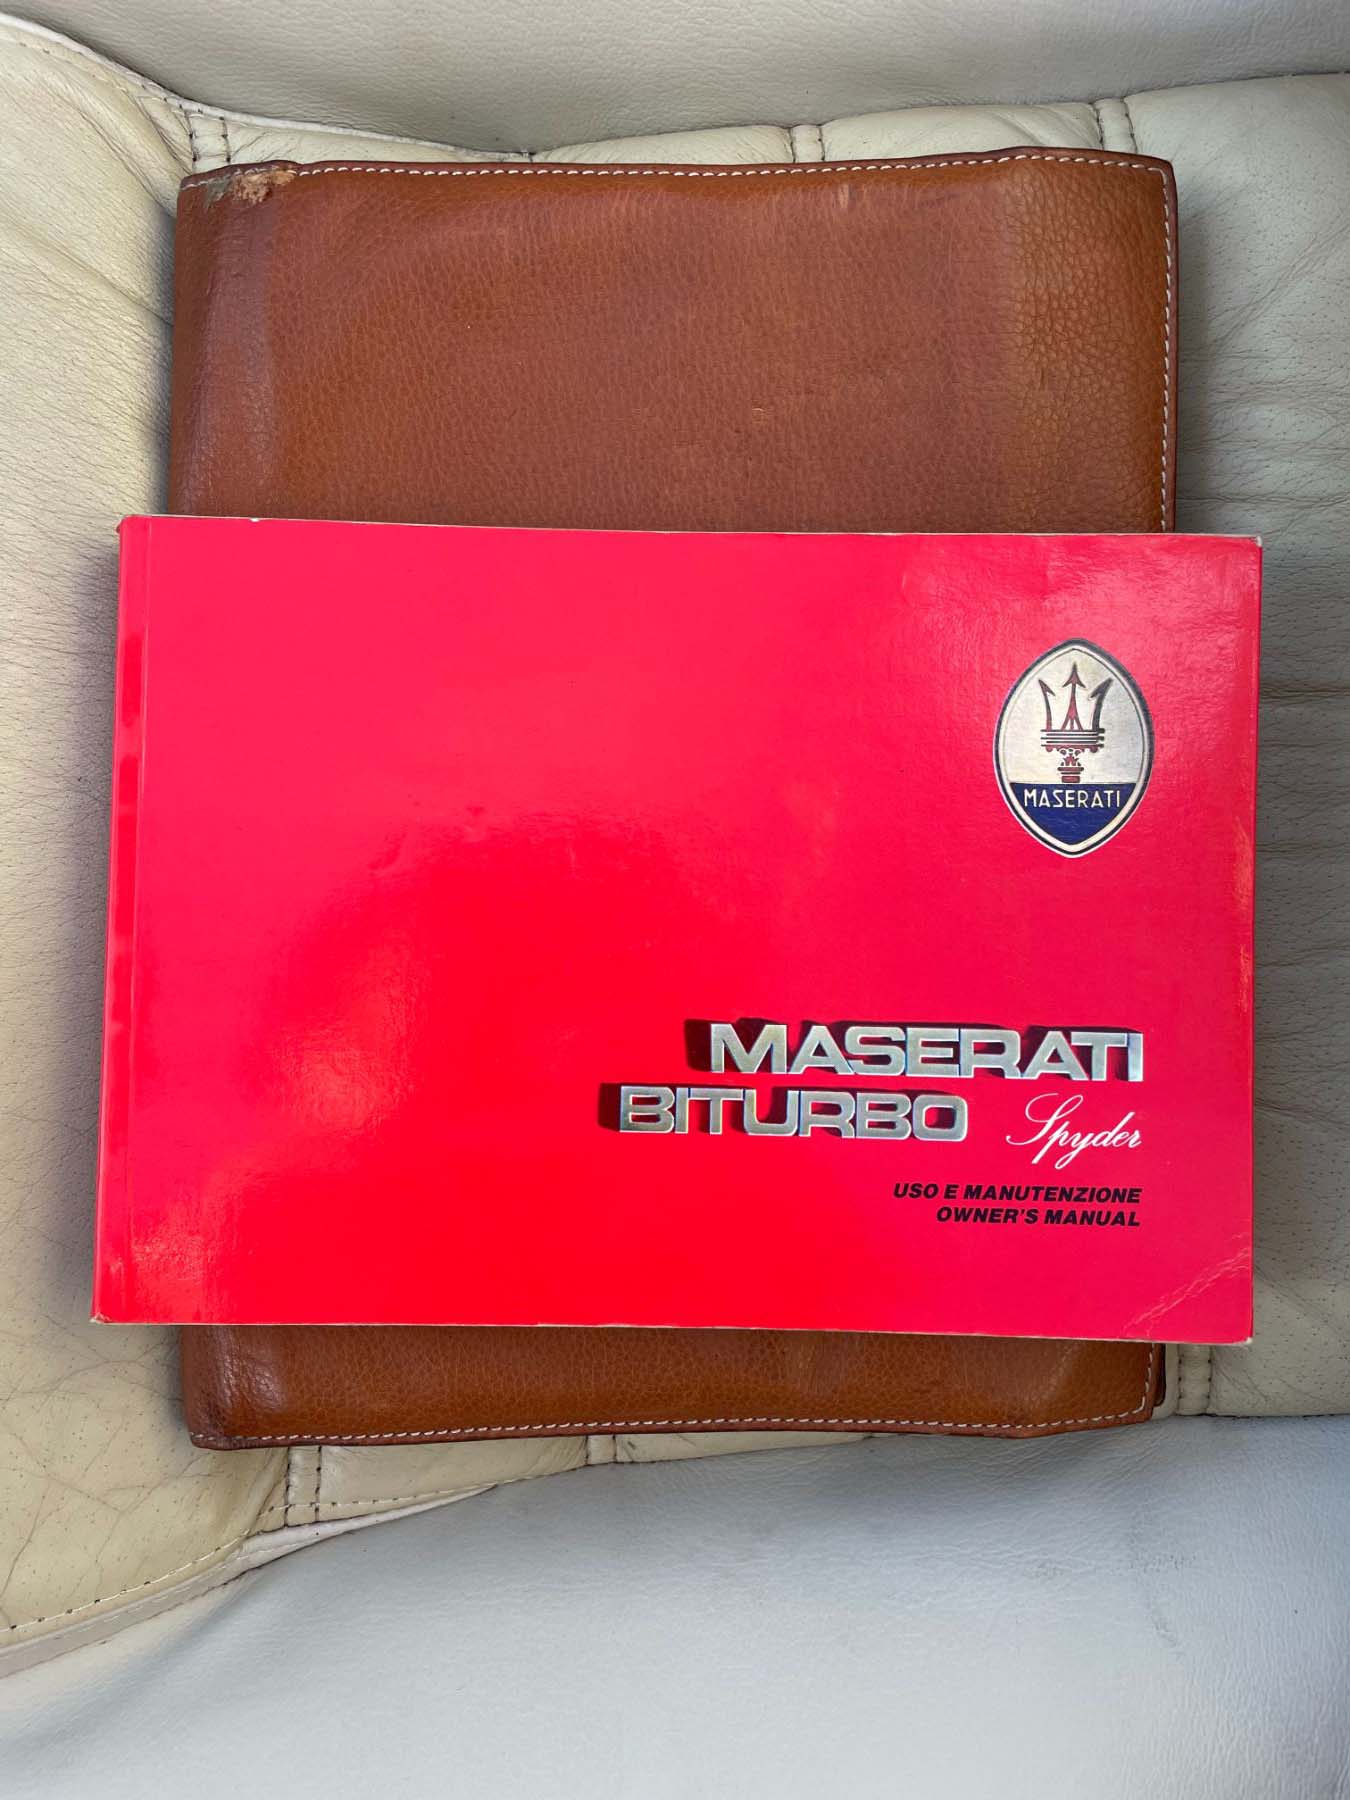 MASERATI
MASERATI
BITURBO Spyder
USO E MANUTENZIONE
OWNER'S MANUAL